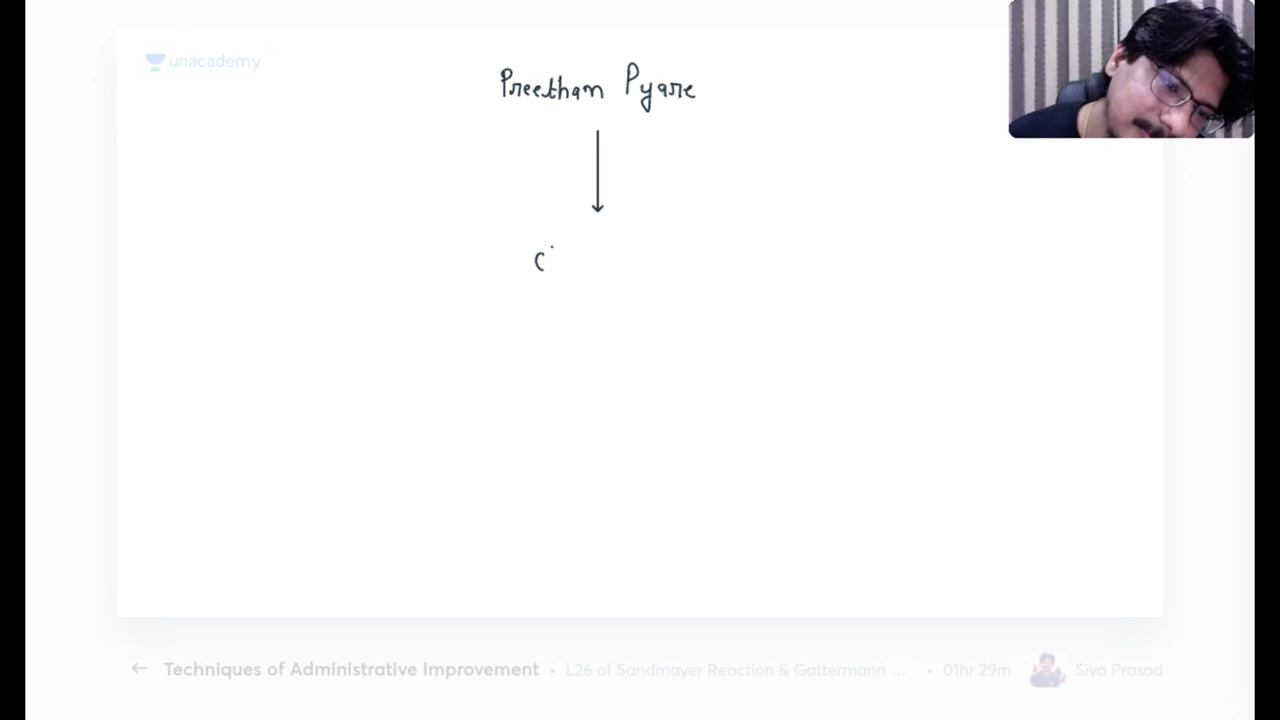 unacademy
Preetham Pyare
C
← Techniques of Administrative Improvement • L26 of Sandmayer Reaction & Gattermann ... • 01hr 29m Siva Prasad